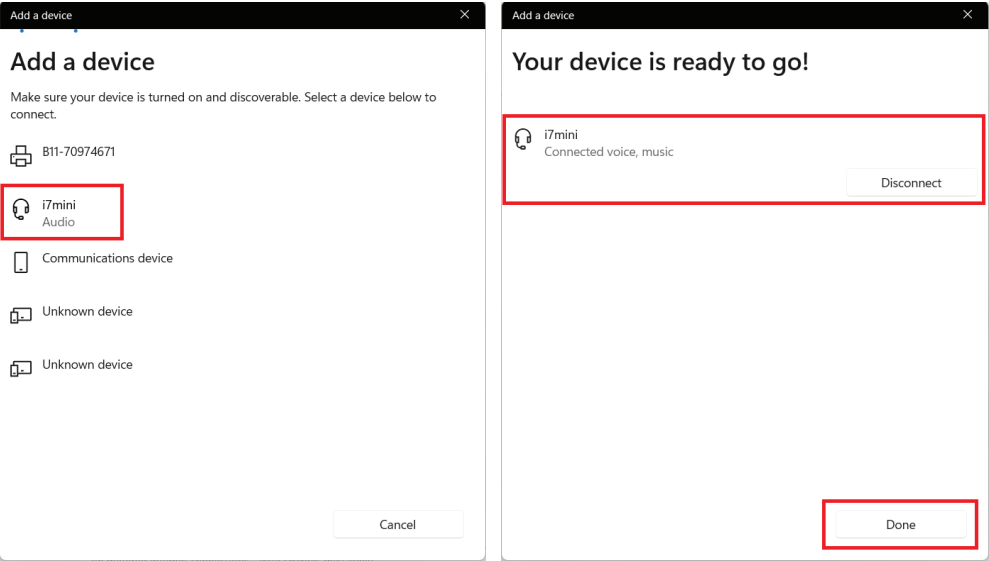 Add a device
Add a device
Make sure your device is turned on and discoverable. Select a device below to
connect.
B11-70974671
i7mini
Audio
Communications device
Unknown device
Unknown device
Cancel
Add a device
Your device is ready to go!
i7mini
Connected voice, music
Disconnect
Done